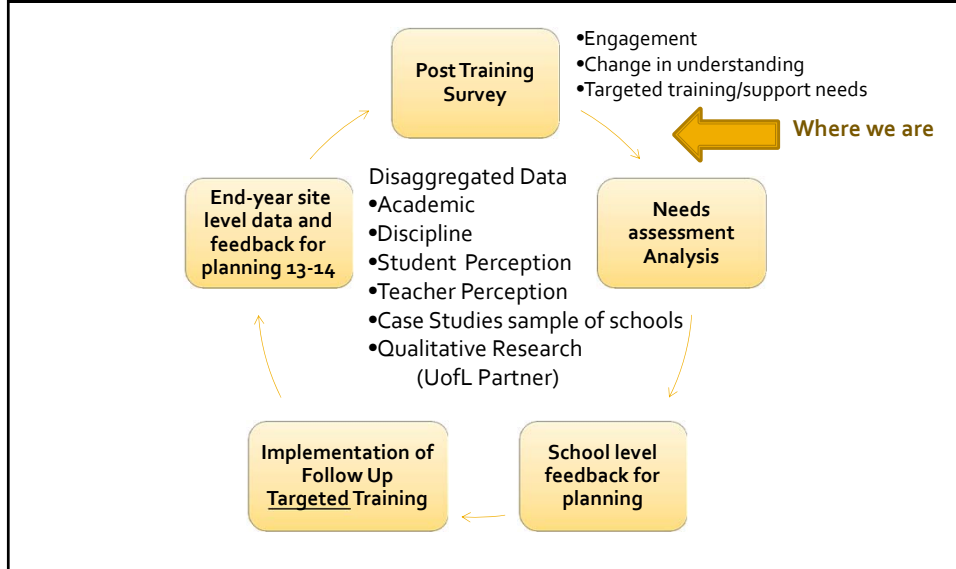 Post Training
Survey
•Engagement
•Change in understanding
•Targeted training/support needs
Where we are
Needs
assessment
Analysis
School level
feedback for
planning
Implementation of
Follow Up
Targeted Training
End-year site
level data and
feedback for
planning 13-14
Disaggregated Data
•Academic
•Discipline
•Student Perception
•Teacher Perception
•Case Studies sample of schools
•Qualitative Research
(UofL Partner)